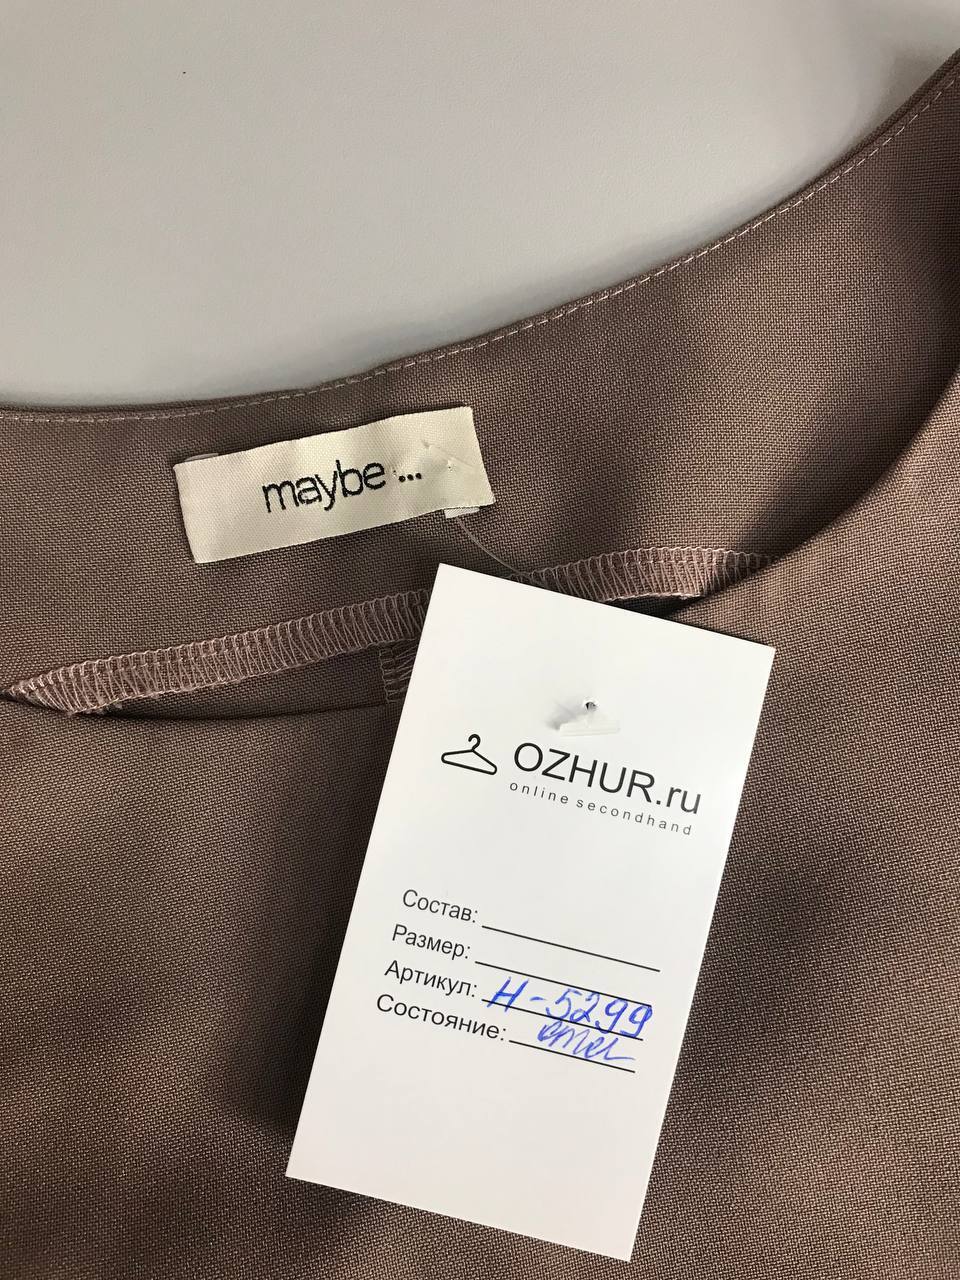 maybe ...
OZHUR.ru
online secondhand
Состав:
Размер:
Артикул: Н-5299
Состояние: отл